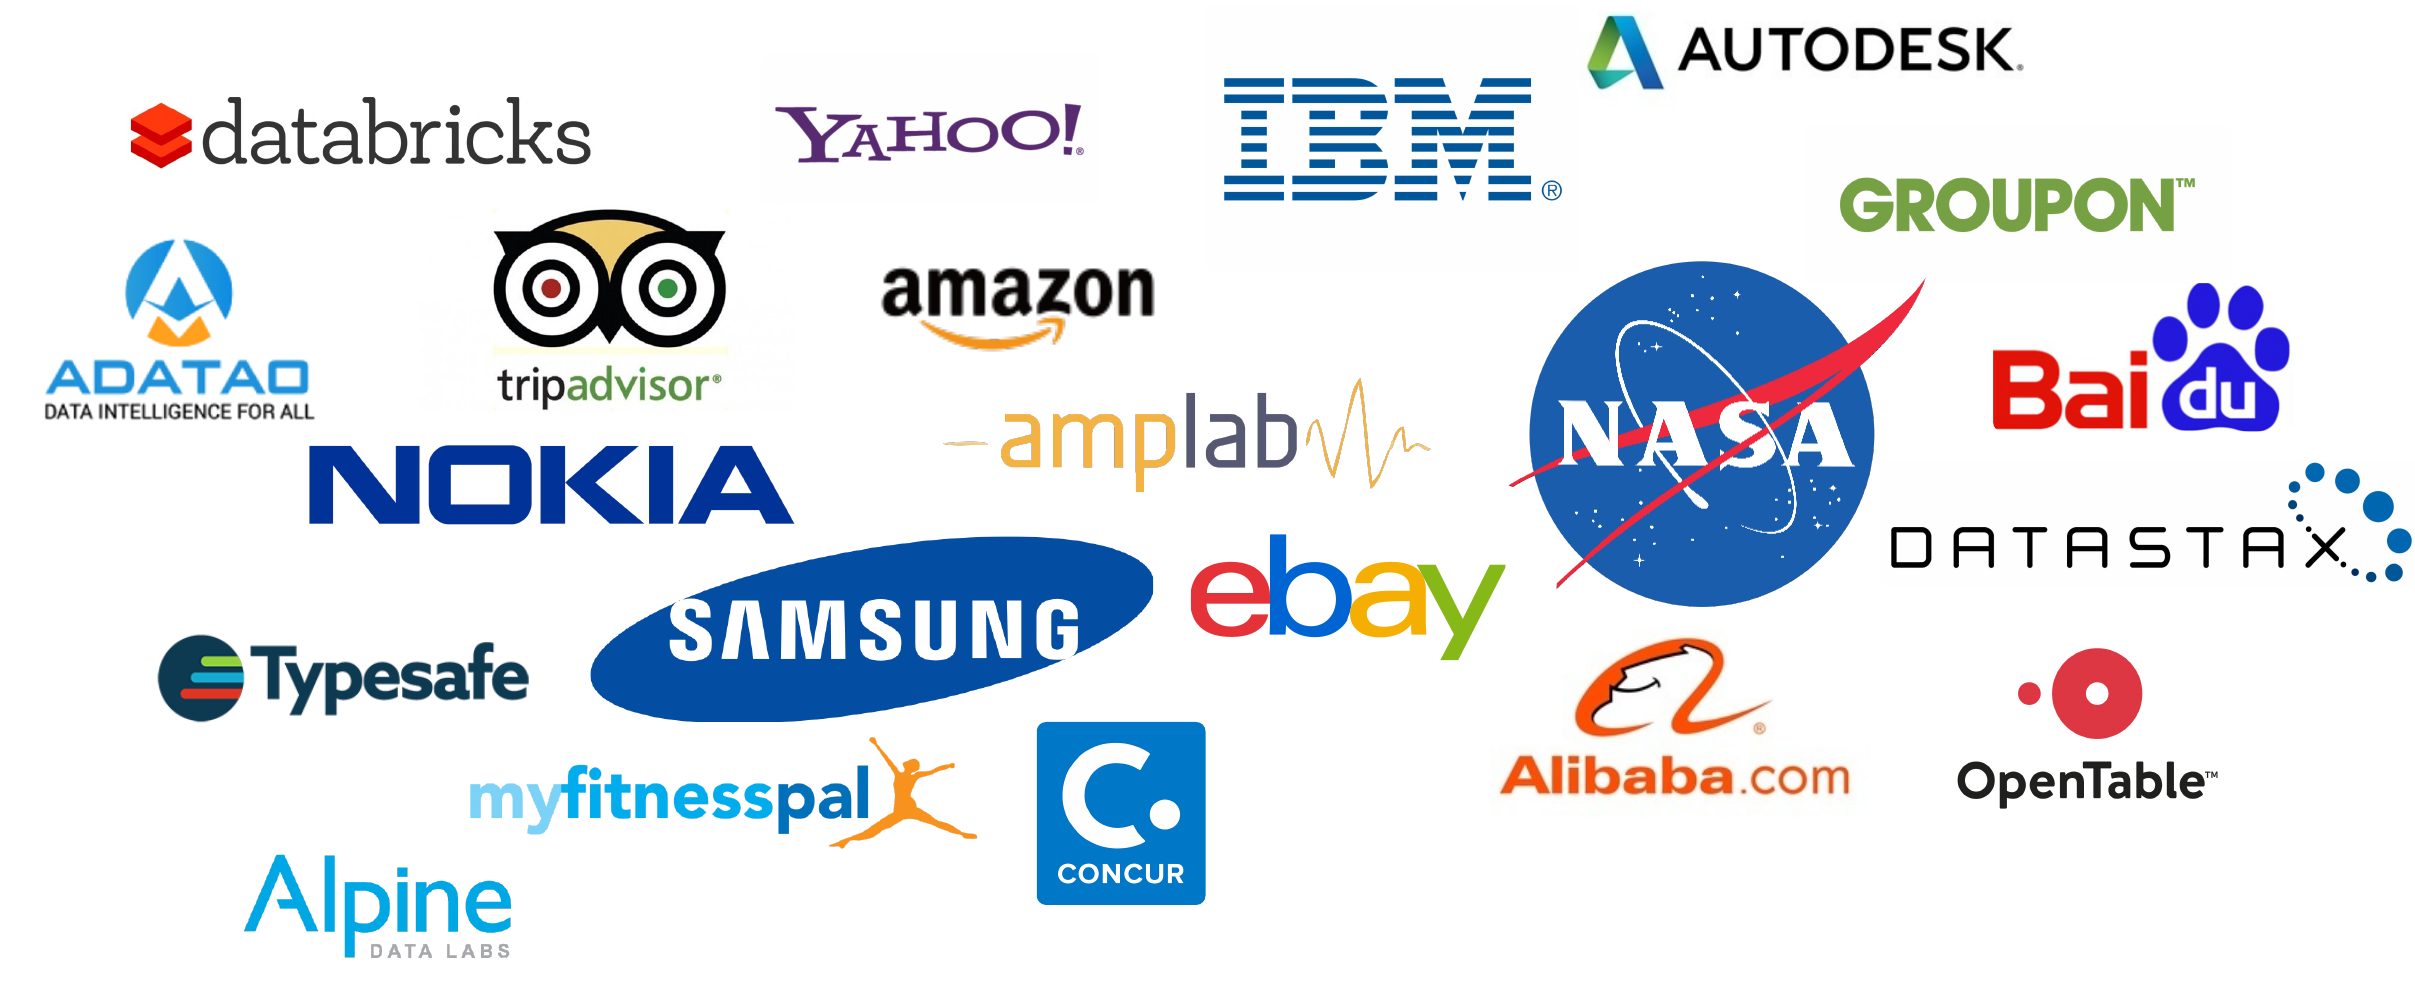 AUTODESK®
databricks
YAHOO!®
IBM®
GROUPON™
amazon
ADATAO
DATA INTELLIGENCE FOR ALL
tripadvisor®
NASA
Baidu
amplab
NOKIA
DATASTAX
SAMSUNG
ebay
Typesafe
®
Alibaba.com
OpenTable™
myfitnesspal
C.
CONCUR
Alpine
DATA LABS